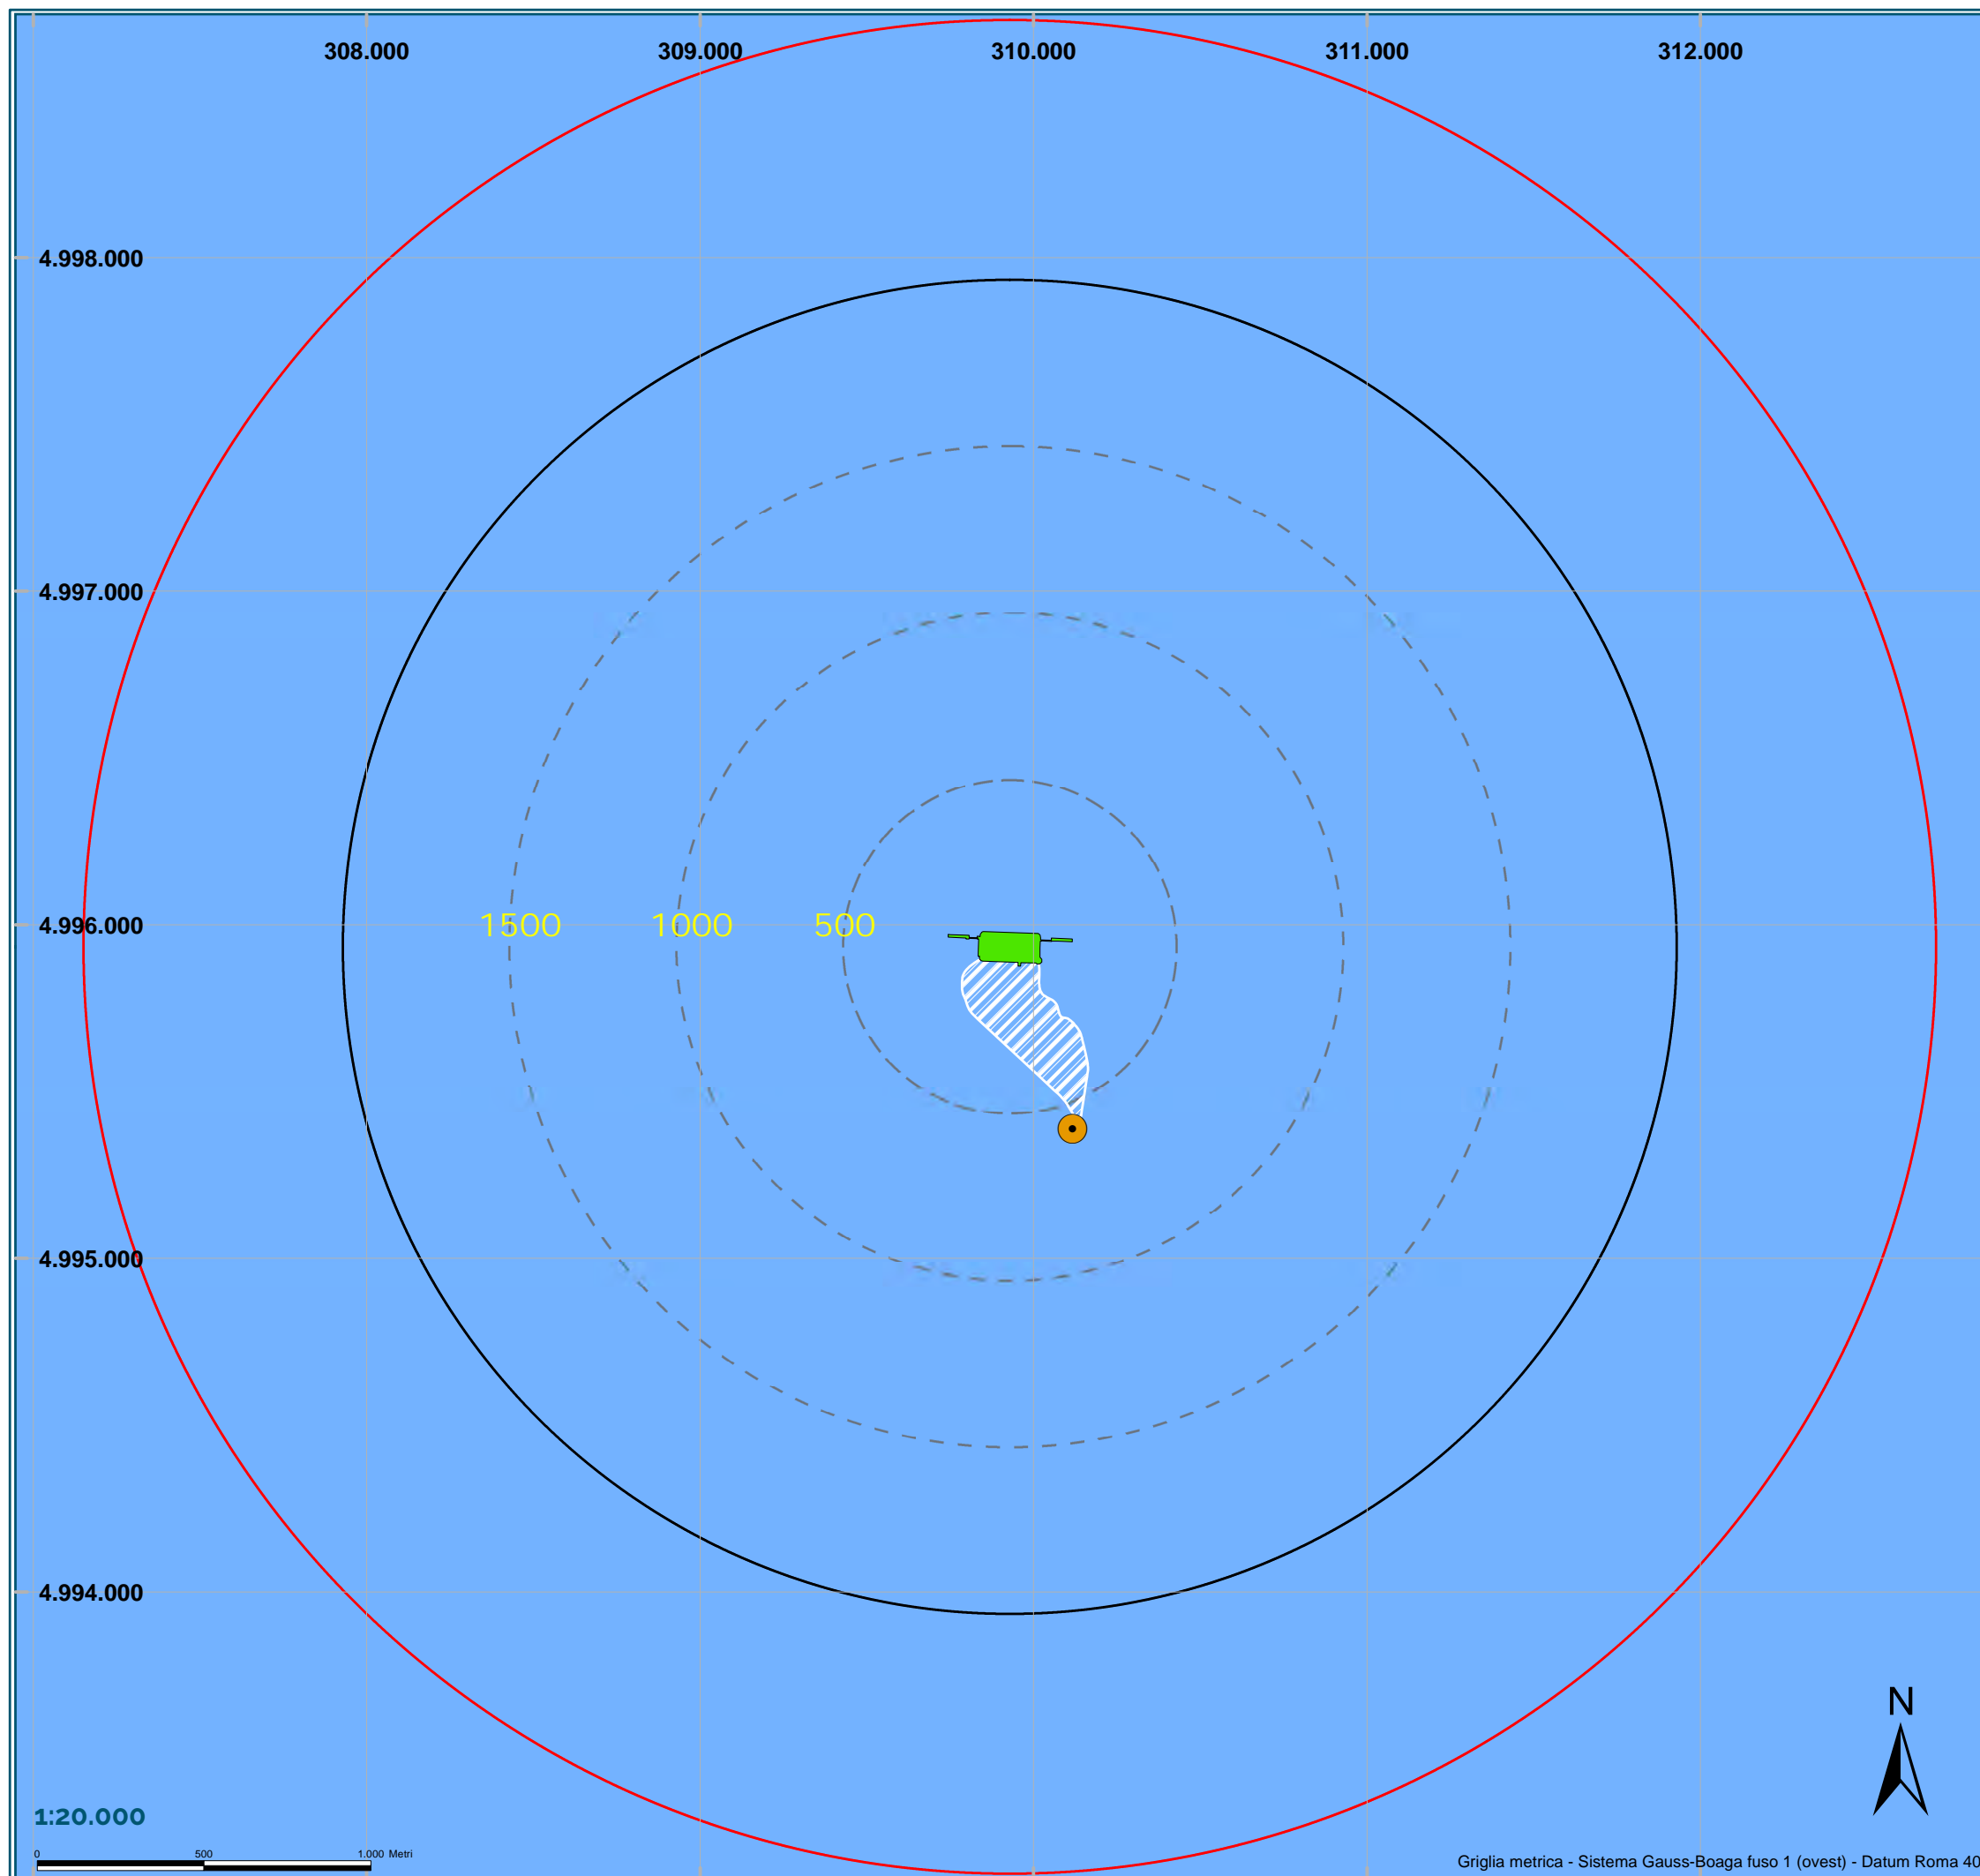 308.000 309.000 310.000 311.000 312.000
4.998.000
4.997.000
4.996.000
1500 1000 500
4.995.000
4.994.000
N
1:20.000
0 500 1.000 Metri
Griglia metrica - Sistema Gauss-Boaga fuso 1 (ovest) - Datum Roma 40